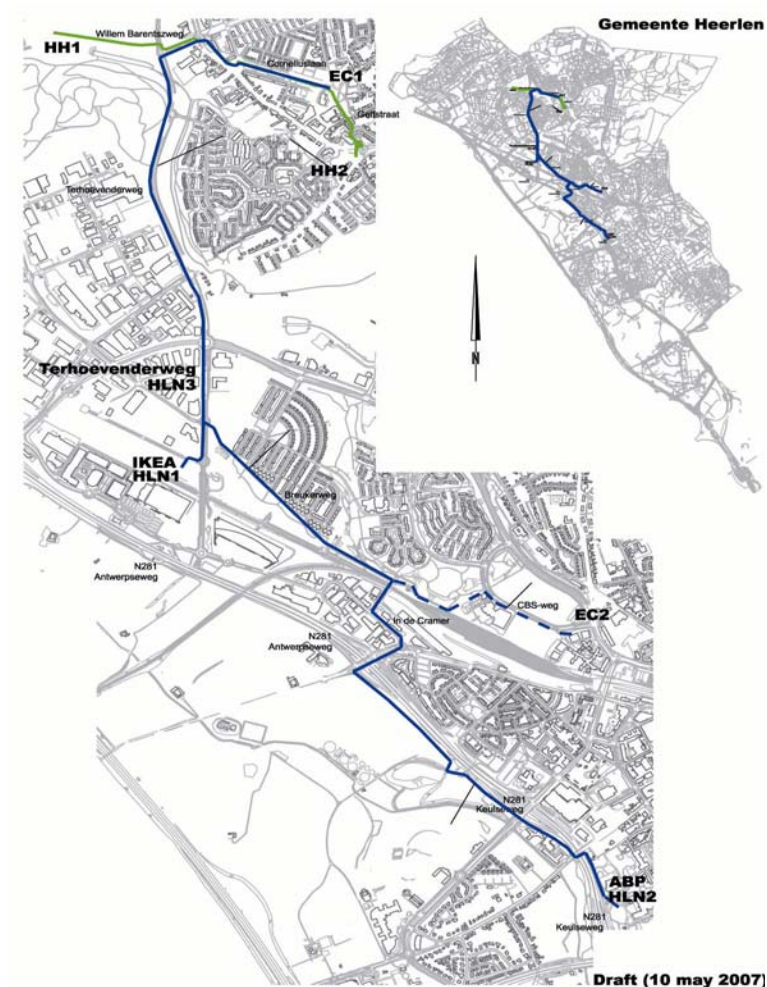 Gemeente Heerlen
Willem Barentszweg
HH1
Corneliuslaan
EC1
Gentstraat
HH2
Terhoevenderweg
N
Terhoevenderweg
HLN3
IKEA
HLN1
Breukerweg
N281
Antwerpseweg
CBS-weg
EC2
In de Cramer
N281
Antwerpseweg
N281
Keulseweg
ABP
HLN2
N281
Keulseweg
Draft (10 may 2007)